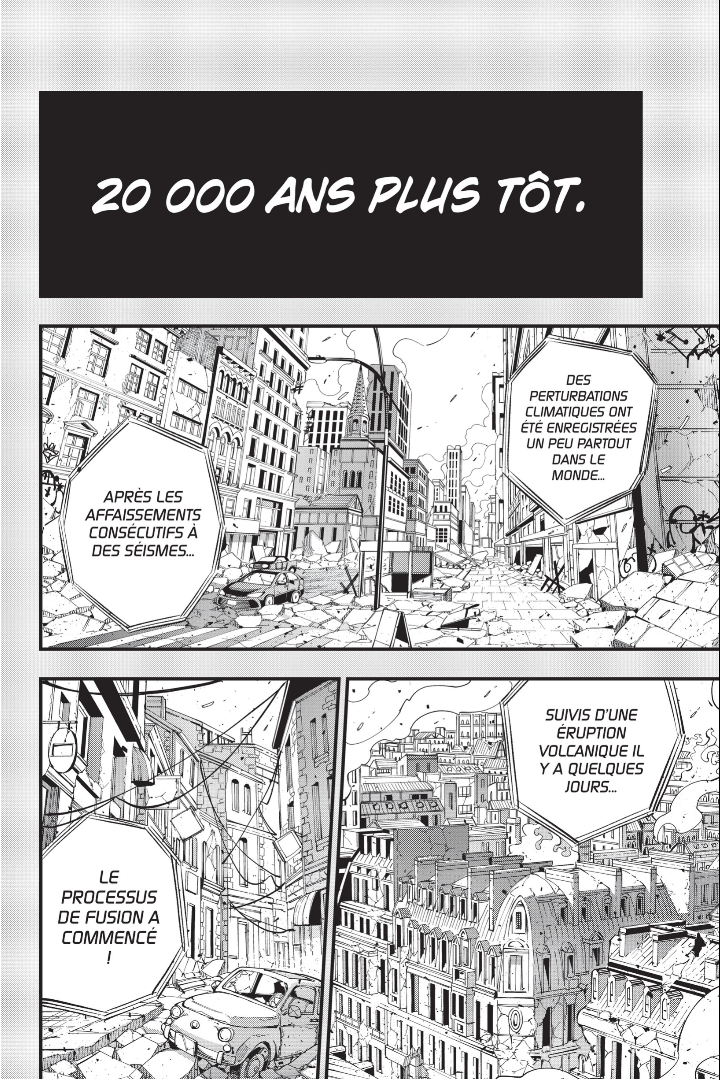 20 000 ANS PLUS TÔT.
DES
PERTURBATIONS
CLIMATIQUES ONT
ÉTÉ ENREGISTRÉES
UN PEU PARTOUT
DANS LE
MONDE...
APRÈS LES
AFFAISSEMENTS
CONSÉCUTIFS À
DES SÉISMES...
SUIVIS D'UNE
ÉRUPTION
VOLCANIQUE IL
Y A QUELQUES
JOURS...
LE
PROCESSUS
DE FUSION A
COMMENCÉ
!